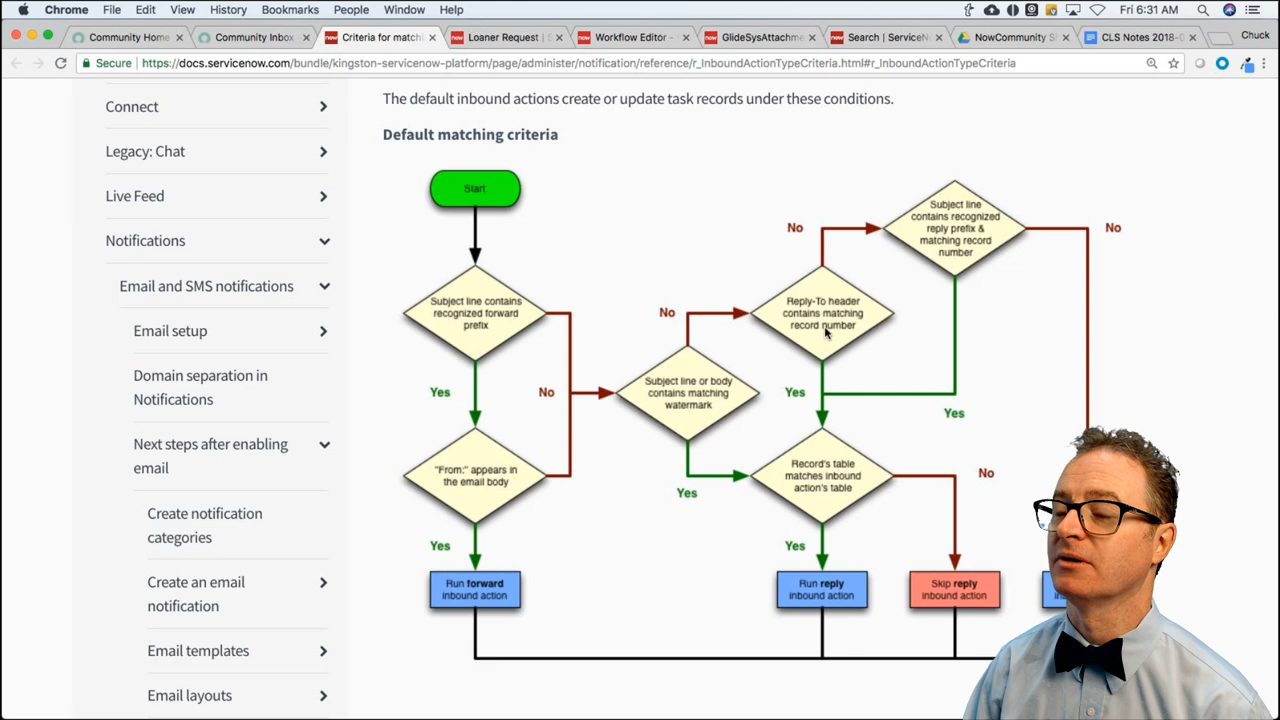 Chrome File Edit View History Bookmarks People Window Help Fri 6:31 AM
Community Home Community Inbox Criteria for match Loaner Request | S Workflow Editor - GlideSysAttachme Search | ServiceN NowCommunity S CLS Notes 2018-0 Chuck
Secure https://docs.servicenow.com/bundle/kingston-servicenow-platform/page/administer/notification/reference/r_InboundActionTypeCriteria.html#r_InboundActionTypeCriteria
Connect
Legacy: Chat
Live Feed
Notifications
Email and SMS notifications
Email setup
Domain separation in
Notifications
Next steps after enabling
email
Create notification
categories
Create an email
notification
Email templates
Email layouts
The default inbound actions create or update task records under these conditions.
Default matching criteria
Start
Subject line contains
recognized forward
prefix
Yes
No
"From:" appears in
the email body
Yes
Run forward
inbound action
Subject line or body
contains matching
watermark
No
Yes
Reply-To header
contains matching
record number
No
Yes
Subject line
contains recognized
reply prefix &
matching record
number
No
Yes
Record's table
matches inbound
action's table
No
Yes
Run reply
inbound action
Skip reply
inbound action